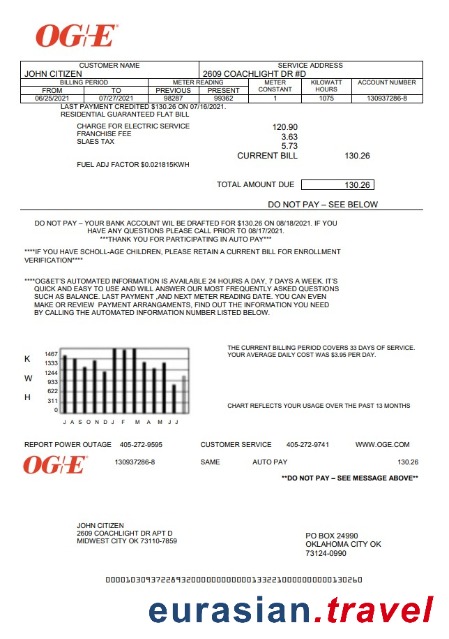 OG+E
CUSTOMER NAME SERVICE ADDRESS
JOHN CITIZEN 2609 COACHLIGHT DR #D
BILLING PERIOD METER READING METER CONSTANT KILOWATT HOURS ACCOUNT NUMBER
FROM TO PREVIOUS PRESENT
06/25/2021 07/27/2021 98287 99362 1 1075 130937286-8
LAST PAYMENT CREDITED $130.26 ON 07/16/2021.
RESIDENTIAL GUARANTEED FLAT BILL
CHARGE FOR ELECTRIC SERVICE 120.90
FRANCHISE FEE 3.63
SLAES TAX 5.73
CURRENT BILL 130.26
FUEL ADJ FACTOR $0.021815KWH
TOTAL AMOUNT DUE 130.26
DO NOT PAY – SEE BELOW
DO NOT PAY – YOUR BANK ACCOUNT WIL BE DRAFTED FOR $130.26 ON 08/18/2021. IF YOU
HAVE ANY QUESTIONS PLEASE CALL PRIOR TO 08/17/2021.
***THANK YOU FOR PARTICIPATING IN AUTO PAY***
****IF YOU HAVE SCHOLL-AGE CHILDREN, PLEASE RETAIN A CURRENT BILL FOR ENROLLMENT
VERIFICATION****
****OG&ET'S AUTOMATED INFORMATION IS AVAILABLE 24 HOURS A DAY, 7 DAYS A WEEK, IT'S
QUICK AND EASY TO USE AND WILL ANSWER OUR MOST FREQUENTLY ASKED QUESTIONS
SUCH AS BALANCE, LAST PAYMENT ,AND NEXT METER READING DATE. YOU CAN EVEN
MAKE OR REVIEW PAYMENT ARRANGAMENTS, FIND OUT THE INFORMATION YOU NEED
BY CALLING THE AUTOMATED INFORMATION NUMBER LISTED BELOW.
THE CURRENT BILLING PERIOD COVERS 33 DAYS OF SERVICE.
YOUR AVERAGE DAILY COST WAS $3.95 PER DAY.
K W H
1467
1333
1244
933
622
311
0
J A S O N D J F M A M J J
CHART REFLECTS YOUR USAGE OVER THE PAST 13 MONTHS
REPORT POWER OUTAGE 405-272-9595 CUSTOMER SERVICE 405-272-9741 WWW.OGE.COM
OG+E 130937286-8 SAME AUTO PAY 130.26
**DO NOT PAY – SEE MESSAGE ABOVE**
JOHN CITIZEN
2609 COACHLIGHT DR APT D
MIDWEST CITY OK 73110-7859
PO BOX 24990
OKLAHOMA CITY OK
73124-0990
eurasian.travel